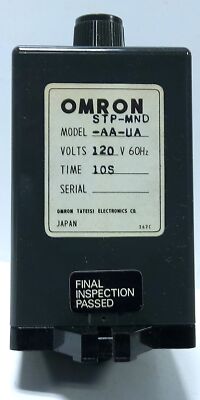 OMRON
STP-MND
MODEL -AA-UA
VOLTS 120 V 60Hz
TIME 10S
SERIAL
OMRON TATEISI ELECTRONICS CO.
JAPAN
FINAL
INSPECTION
PASSED